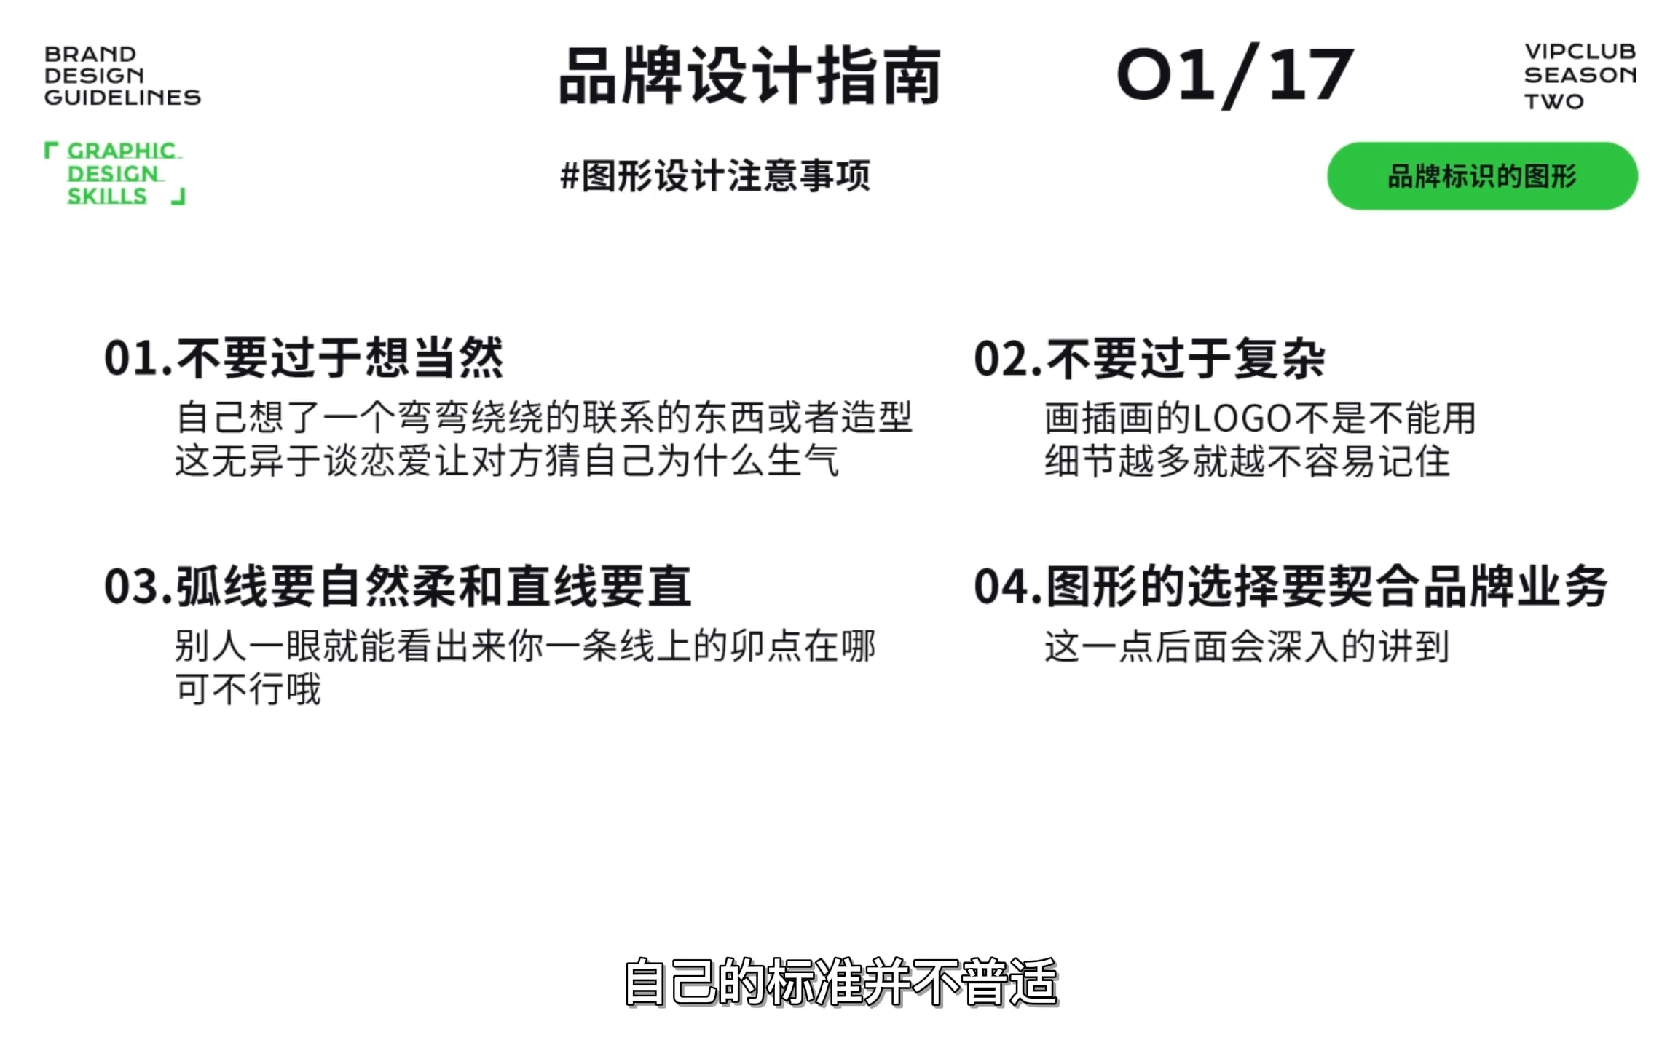 BRAND
DESIGN
GUIDELINES
品牌设计指南
01/17
VIPCLUB
SEASON
TWO
GRAPHIC
DESIGN
SKILLS
#图形设计注意事项
品牌标识的图形
01.不要过于想当然
自己想了一个弯弯绕绕的联系的东西或者造型
这无异于谈恋爱让对方猜自己为什么生气
02.不要过于复杂
画插画的LOGO不是不能用
细节越多就越不容易记住
03.弧线要自然柔和直线要直
别人一眼就能看出来你一条线上的卯点在哪
可不行哦
04.图形的选择要契合品牌业务
这一点后面会深入的讲到
自己的标准并不普适